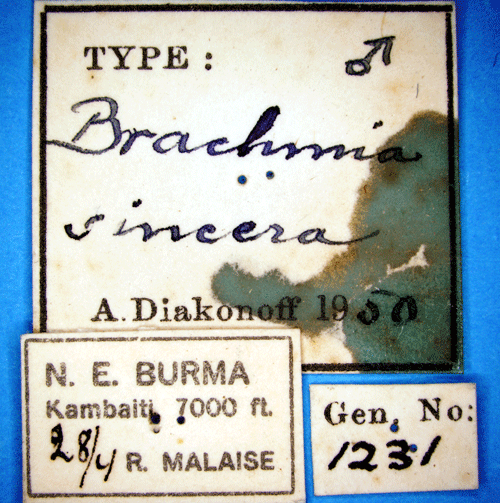 TYPE : ♂
Brachmia
sincera
A. Diakonoff 1950
N. E. BURMA
Kambaiti, 7000 ft.
28/4 R. MALAISE
Gen. No:
1231